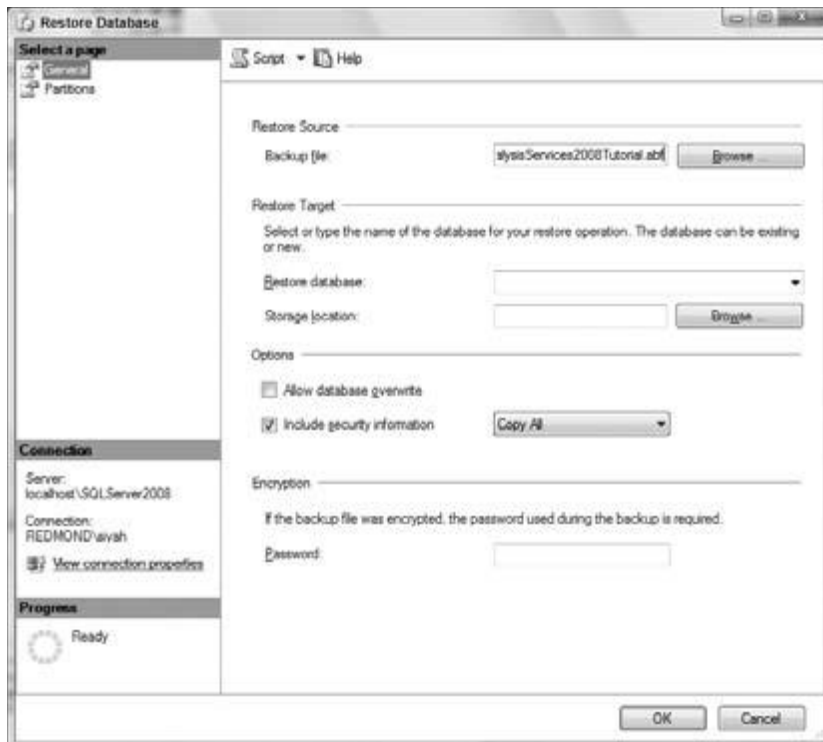 Restore Database
Select a page
General
Partitions
Script
Help
Restore Source
Backup file:
alysisServices2008Tutorial.abf
Browse ...
Restore Target
Select or type the name of the database for your restore operation. The database can be existing
or new.
Restore database:
Storage location:
Browse ...
Options
Allow database overwrite
Include security information
Copy All
Connection
Server:
localhost\SQLServer2008
Connection:
REDMOND\sivah
View connection properties
Encryption
If the backup file was encrypted, the password used during the backup is required.
Password:
Progress
Ready
OK
Cancel